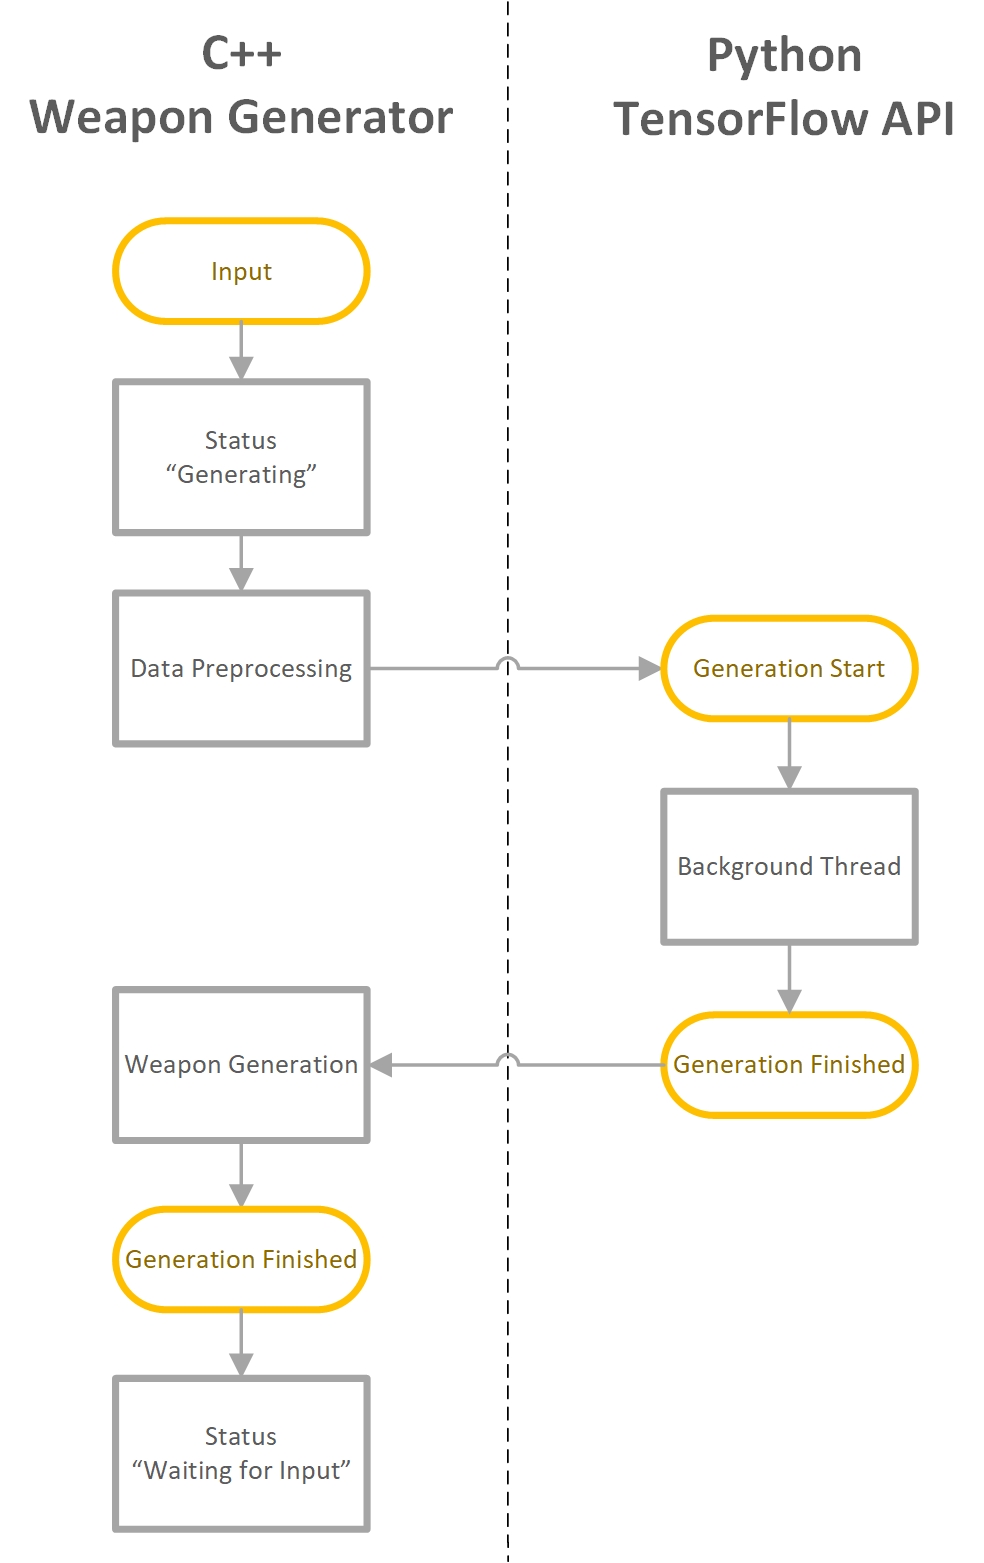 C++
Weapon Generator
Python
TensorFlow API
Input
Status
“Generating”
Data Preprocessing
Generation Start
Background Thread
Generation Finished
Weapon Generation
Generation Finished
Status
“Waiting for Input”